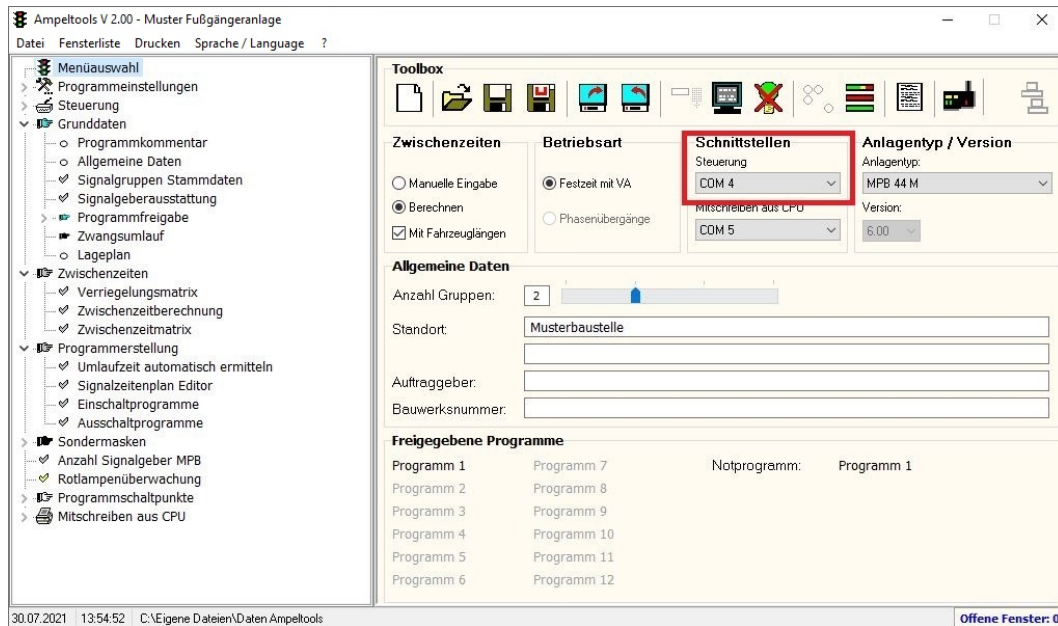 Ampeltools V 2.00 - Muster Fußgängeranlage
Datei Fensterliste Drucken Sprache / Language ?
Menüauswahl
Programmeinstellungen
Steuerung
Grunddaten
Programmkommentar
Allgemeine Daten
Signalgruppen Stammdaten
Signalgeberausstattung
Programmfreigabe
Zwangsumlauf
Lageplan
Zwischenzeiten
Verriegelungsmatrix
Zwischenzeitberechnung
Zwischenzeitmatrix
Programmerstellung
Umlaufzeit automatisch ermitteln
Signalzeitenplan Editor
Einschaltprogramme
Ausschaltprogramme
Sondermasken
Anzahl Signalgeber MPB
Rotlampenüberwachung
Programmschaltpunkte
Mitschreiben aus CPU
Toolbox
Zwischenzeiten
Manuelle Eingabe
Berechnen
Mit Fahrzeuglängen
Betriebsart
Festzeit mit VA
Phasenübergänge
Schnittstellen
Steuerung
COM 4
Mitschreiben aus CPU
COM 5
Anlagentyp / Version
Anlagentyp:
MPB 44 M
Version:
6.00
Allgemeine Daten
Anzahl Gruppen: 2
Standort: Musterbaustelle
Auftraggeber:
Bauwerksnummer:
Freigegebene Programme
Programm 1 Programm 7 Notprogramm: Programm 1
Programm 2 Programm 8
Programm 3 Programm 9
Programm 4 Programm 10
Programm 5 Programm 11
Programm 6 Programm 12
30.07.2021 13:54:52 C:\Eigene Dateien\Daten Ampeltools Offene Fenster: 0